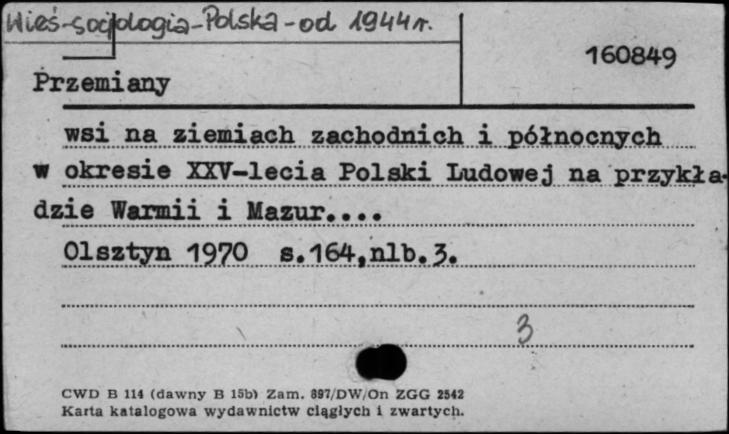 Wieś-socjologia-Polska-od 1944r.
160849
Przemiany
wsi na ziemiach zachodnich i północnych
w okresie XXV-lecia Polski Ludowej na przykła-
dzie Warmii i Mazur....
Olsztyn 1970 s.164,nlb.3.
3
CWD B 114 (dawny B 15b) Zam. 897/DW/On ZGG 2542
Karta katalogowa wydawnictw ciągłych i zwartych.